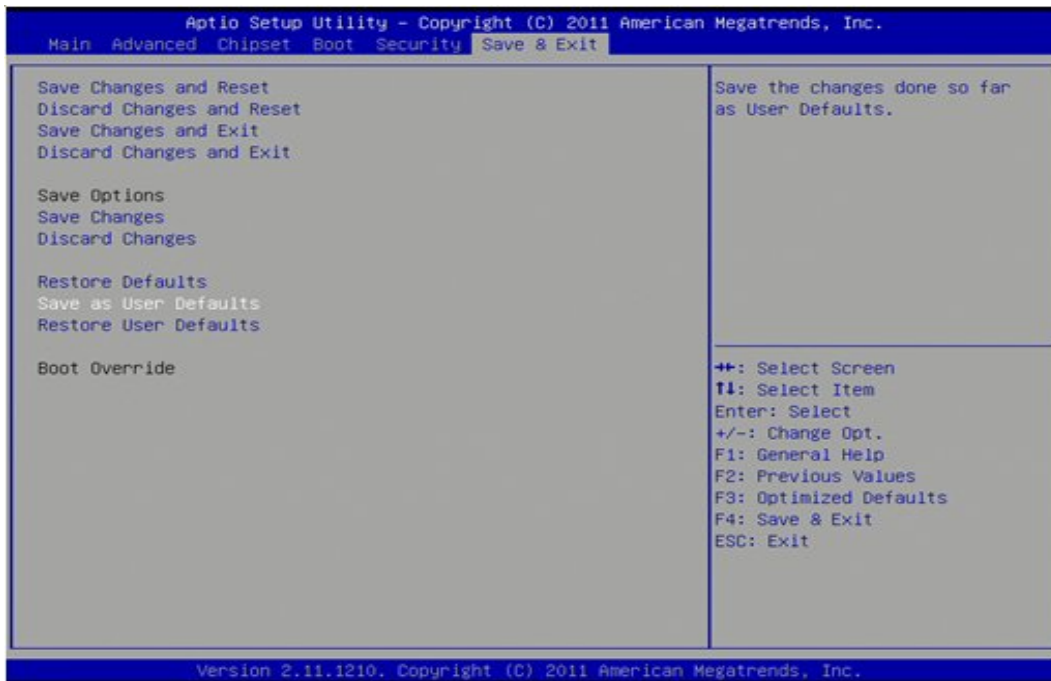 Aptio Setup Utility – Copyright (C) 2011 American Megatrends, Inc.
Main Advanced Chipset Boot Security Save & Exit
Save Changes and Reset
Discard Changes and Reset
Save Changes and Exit
Discard Changes and Exit
Save Options
Save Changes
Discard Changes
Restore Defaults
Save as User Defaults
Restore User Defaults
Boot Override
Save the changes done so far
as User Defaults.
→←: Select Screen
↑↓: Select Item
Enter: Select
+/-: Change Opt.
F1: General Help
F2: Previous Values
F3: Optimized Defaults
F4: Save & Exit
ESC: Exit
Version 2.11.1210. Copyright (C) 2011 American Megatrends, Inc.